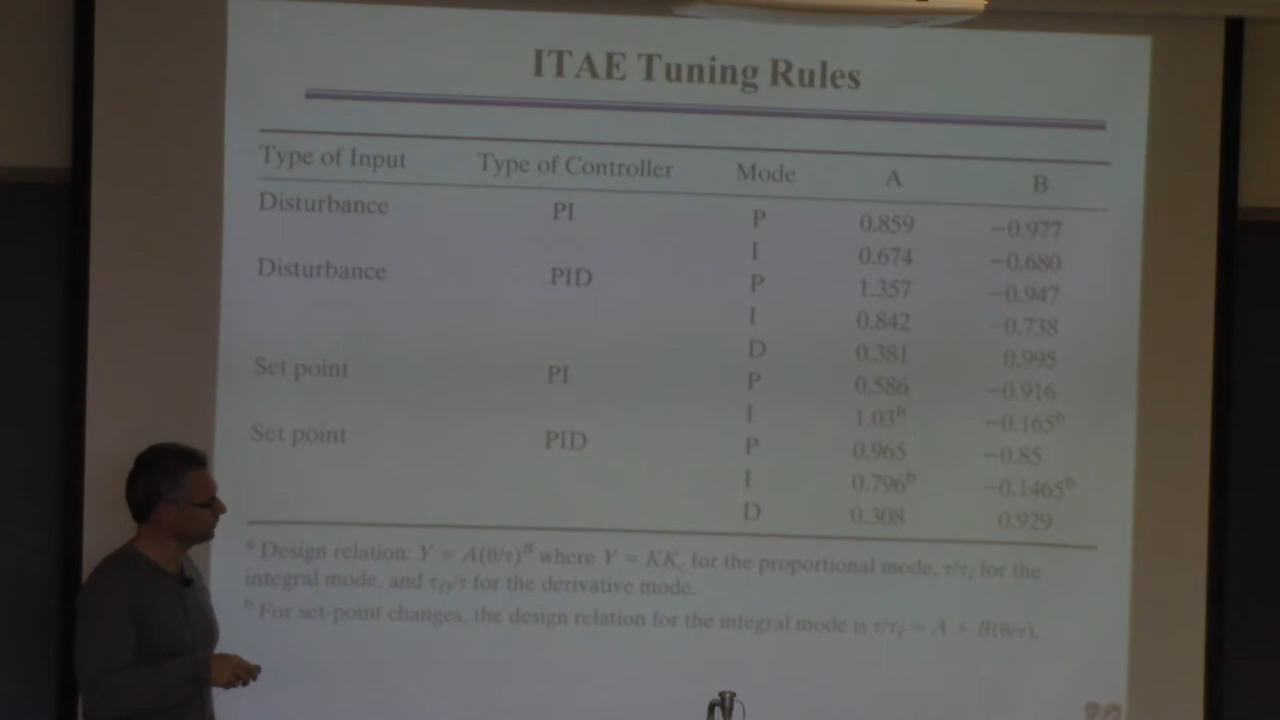 ITAE Tuning Rules
Type of Input Type of Controller Mode A B
Disturbance PI P 0.859 −0.977
I 0.674 −0.680
Disturbance PID P 1.357 −0.947
I 0.842 −0.738
D 0.381 0.995
Set point PI P 0.586 −0.916
I 1.03ᵇ −0.165ᵇ
Set point PID P 0.965 −0.85
I 0.796ᵇ −0.1465ᵇ
D 0.308 0.929
ᵃ Design relation: Y = A(θ/τ)ᴮ where Y = KK꜀ for the proportional mode, τ/τ_I for the
integral mode, and τ_D/τ for the derivative mode.
ᵇ For set-point changes, the design relation for the integral mode is τ/τ_I = A + B(θ/τ).